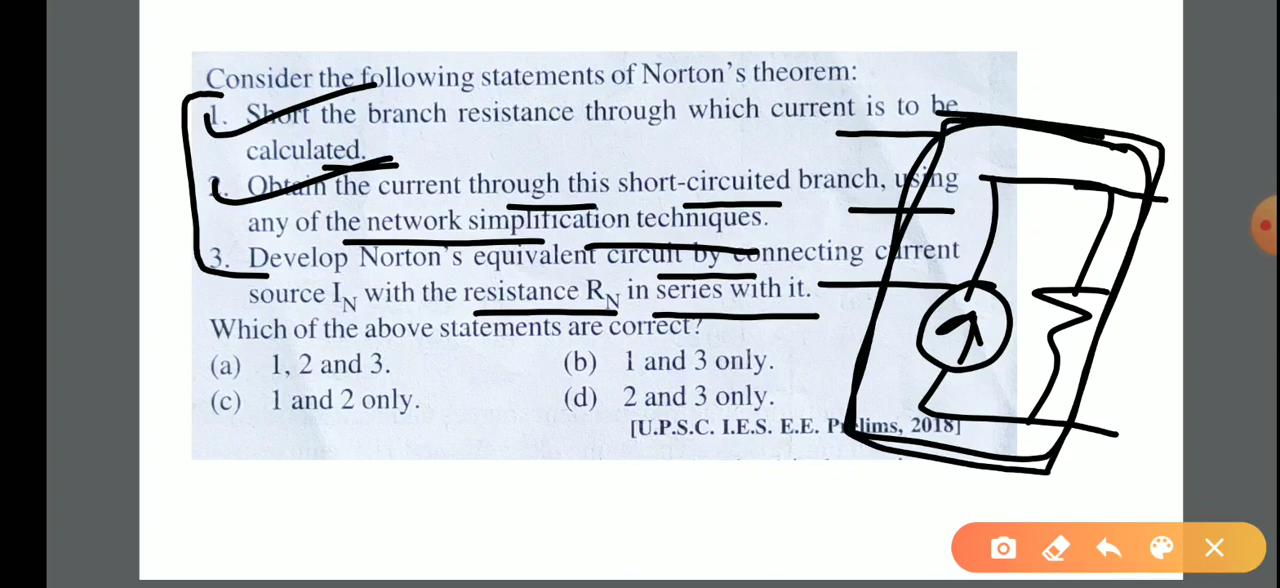 Consider the following statements of Norton's theorem:
1. Short the branch resistance through which current is to be
calculated.
2. Obtain the current through this short-circuited branch, using
any of the network simplification techniques.
3. Develop Norton's equivalent circuit by connecting current
source I_N with the resistance R_N in series with it.
Which of the above statements are correct?
(a) 1, 2 and 3. (b) 1 and 3 only.
(c) 1 and 2 only. (d) 2 and 3 only.
[U.P.S.C. I.E.S. E.E. Prelims, 2018]